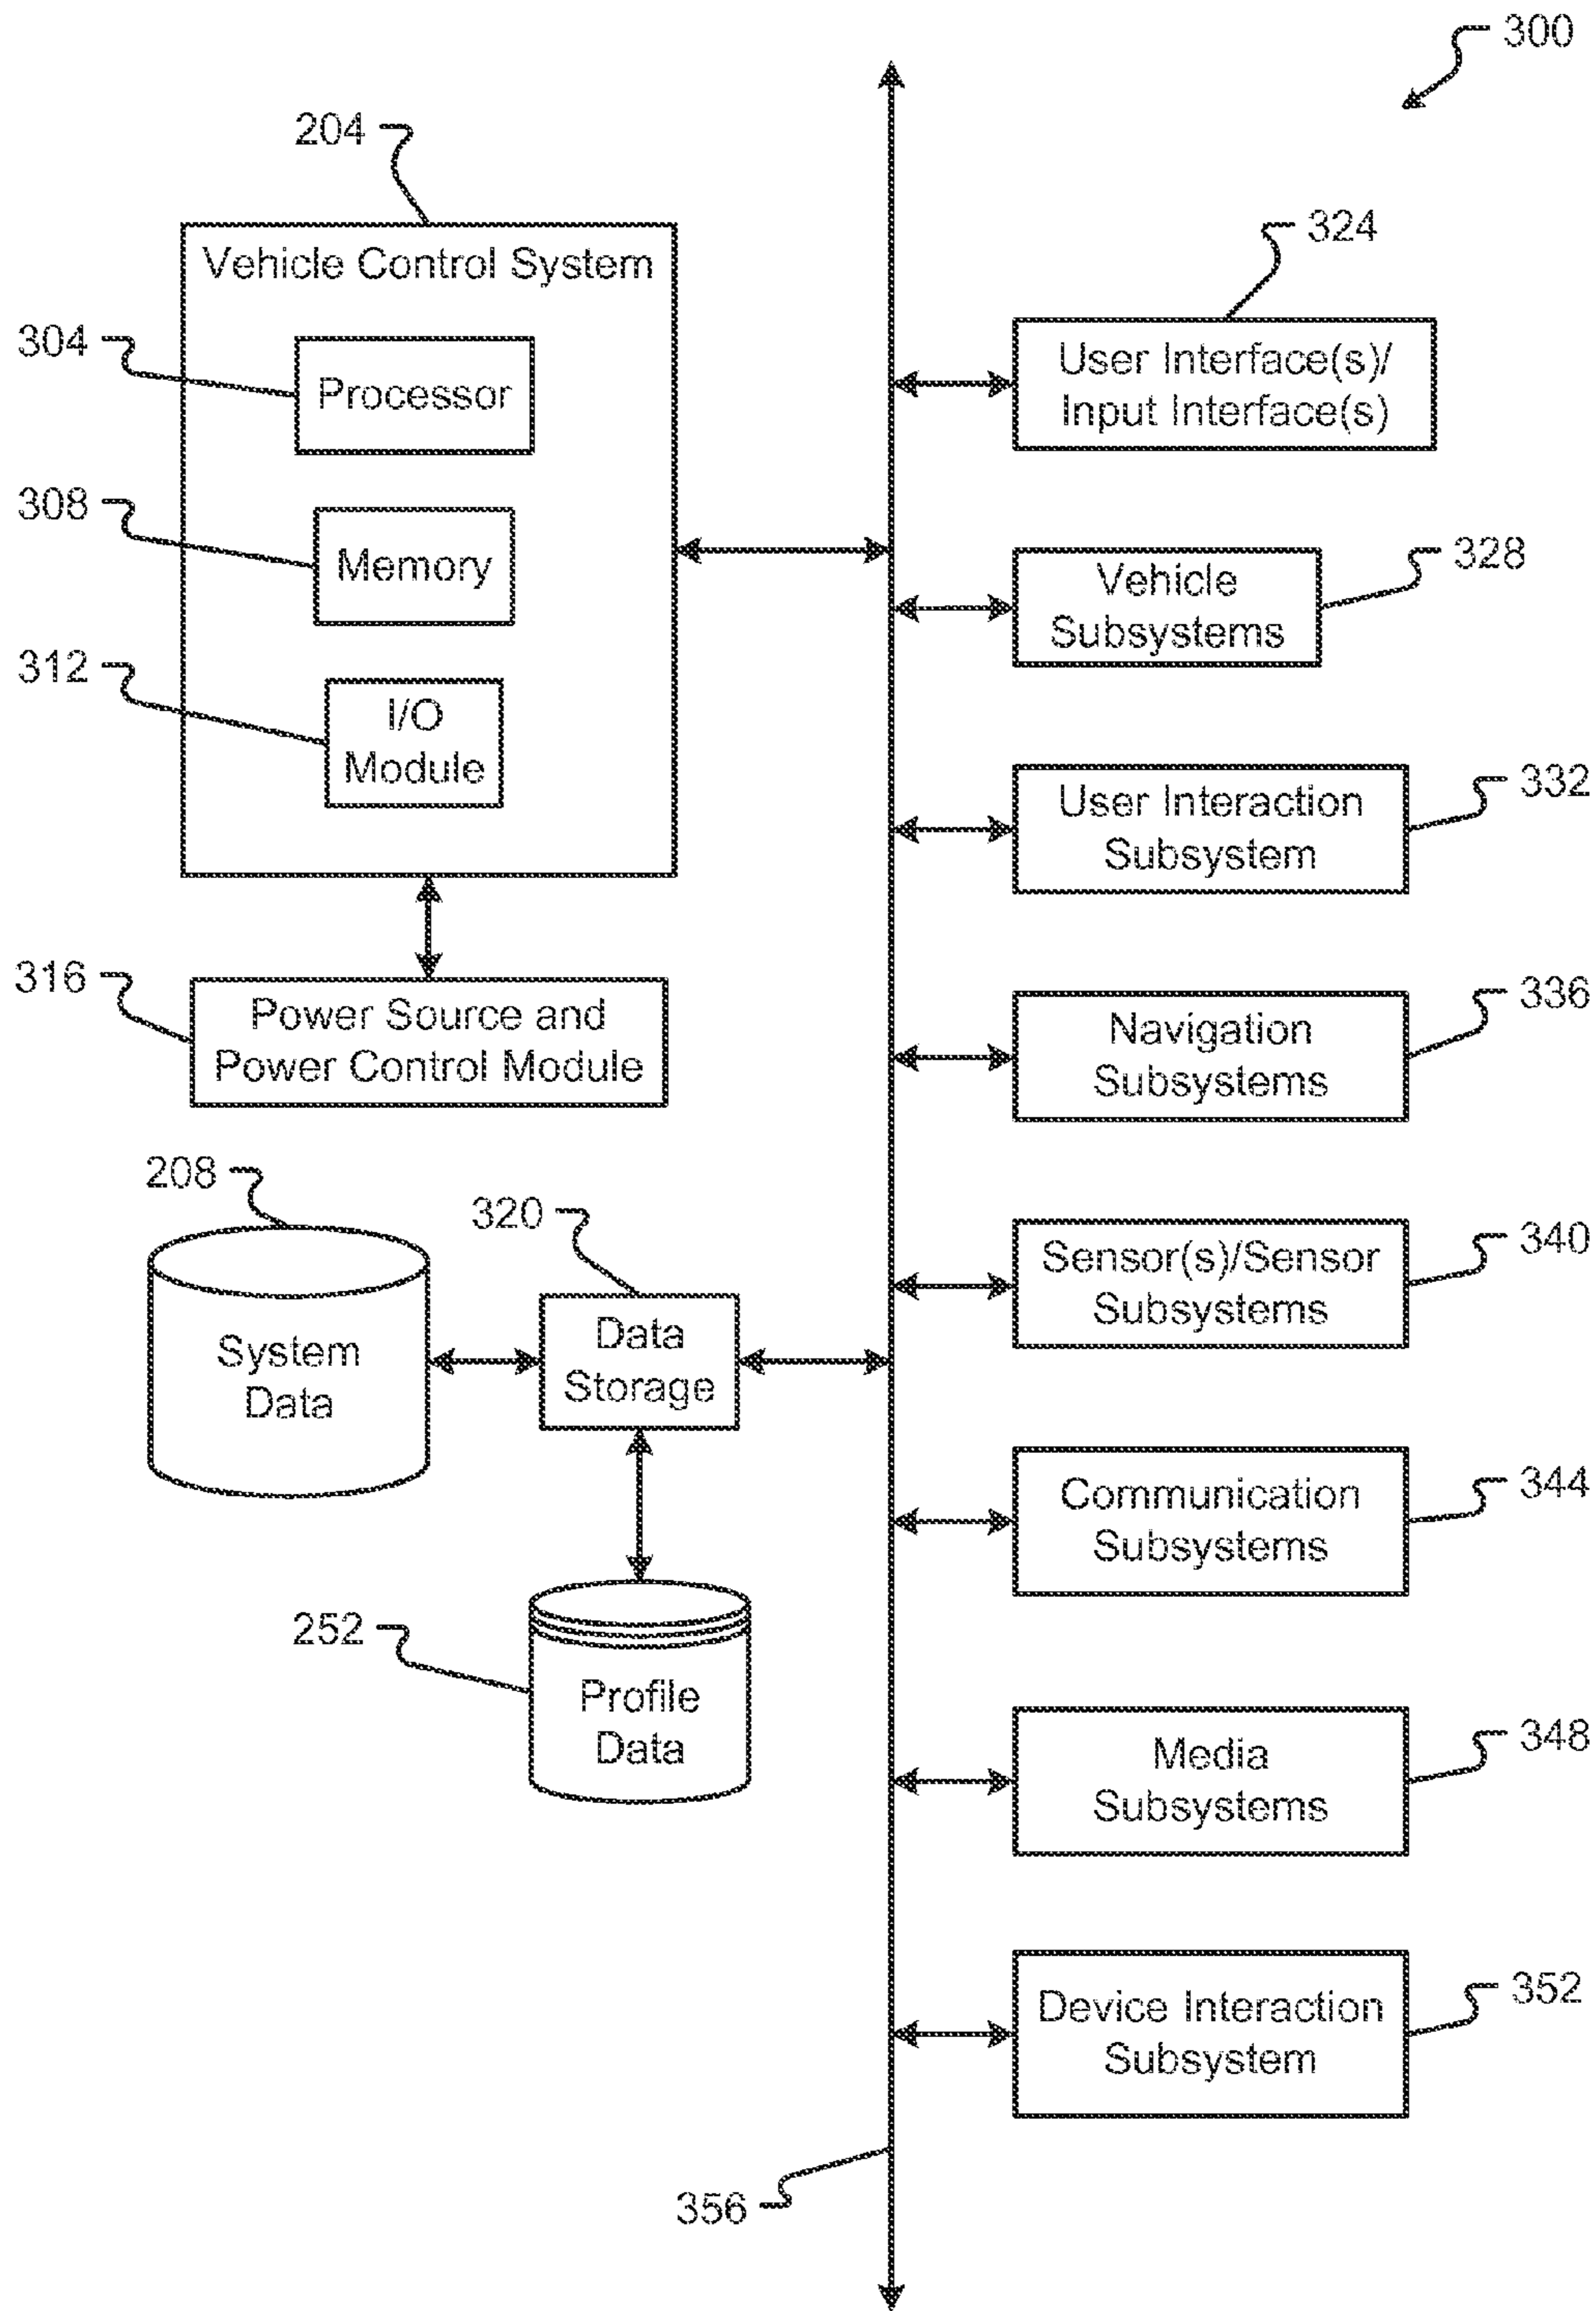 300
204
Vehicle Control System
304
Processor
308
Memory
312
I/O
Module
316
Power Source and
Power Control Module
208
System
Data
320
Data
Storage
252
Profile
Data
324
User Interface(s)/
Input Interface(s)
328
Vehicle
Subsystems
332
User Interaction
Subsystem
336
Navigation
Subsystems
340
Sensor(s)/Sensor
Subsystems
344
Communication
Subsystems
348
Media
Subsystems
352
Device Interaction
Subsystem
356